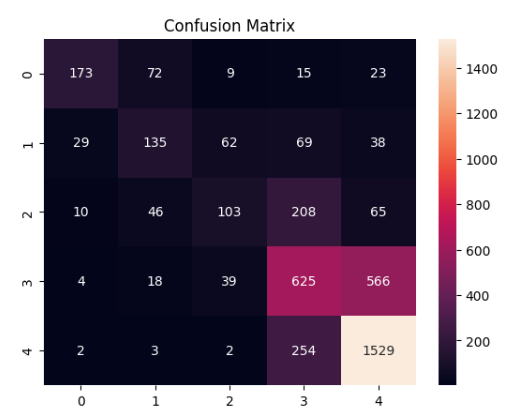 Confusion Matrix
0 173 72 9 15 23
1 29 135 62 69 38
2 10 46 103 208 65
3 4 18 39 625 566
4 2 3 2 254 1529
0 1 2 3 4
1400
1200
1000
800
600
400
200